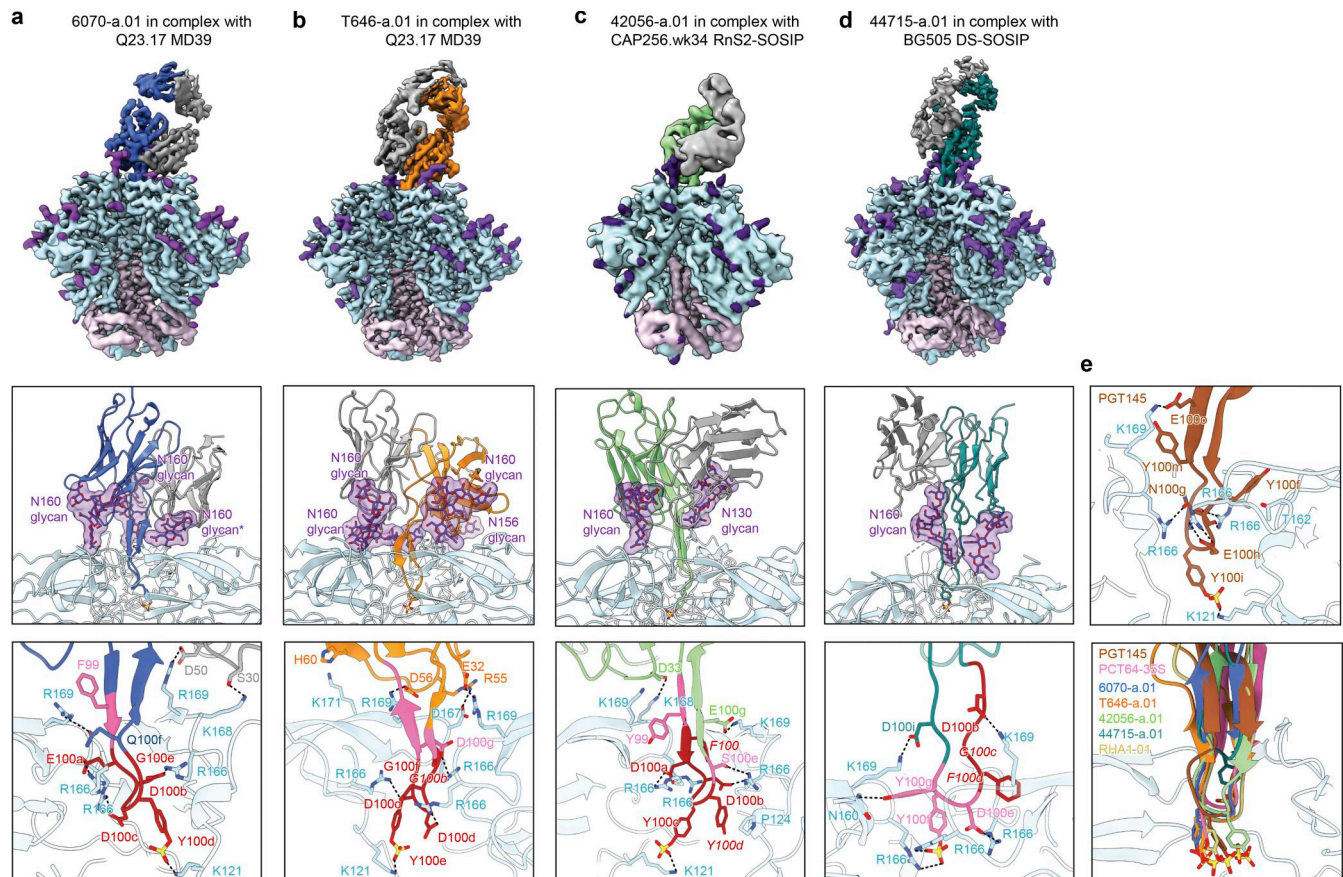 a
6070-a.01 in complex with
Q23.17 MD39
b
T646-a.01 in complex with
Q23.17 MD39
c
42056-a.01 in complex with
CAP256.wk34 RnS2-SOSIP
d
44715-a.01 in complex with
BG505 DS-SOSIP
N160
glycan
N160
glycan
N160
glycan*
N160
glycan
N160
glycan
N160
glycan
N156
glycan
N160
glycan
N130
glycan
N160
glycan
e
PGT145
E100o
K169
Y100m
N100g
R166
Y100f
T162
R166
R166
E100h
Y100i
K121
F99
D50
S30
R169
R169
K168
Q100f
E100a
G100e
R166
R166
D100b
R166
D100c
Y100d
K121
H60
E32
D56
R55
K171
R169
D167
R169
D100g
G100f
G100b
R166
R166
D100c
R166
D100d
Y100e
K121
D33
K168
E100g
K169
Y99
F100
S100e
D100a
R166
R166
R166
D100b
Y100c
P124
Y100d
K121
D100i
D100b
K169
G100c
K169
Y100g
F100d
N160
Y100f
D100e
R166
R166
R166
PGT145
PCT64-35S
6070-a.01
T646-a.01
42056-a.01
44715-a.01
RHA1-01